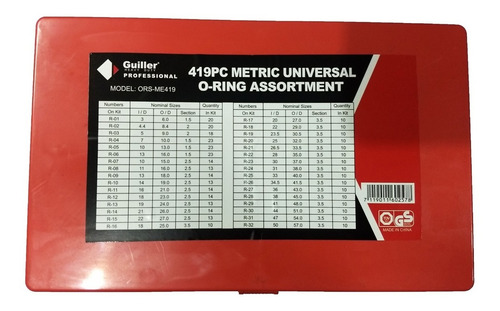 Guiller
PROFESSIONAL
MODEL: ORS-ME419
419PC METRIC UNIVERSAL
O-RING ASSORTMENT
Numbers Nominal Sizes Quantity
On Kit I / D O / D Section In Kit
R-01 3 6.0 1.5 20
R-02 4.4 8.4 2 20
R-03 5 9.0 2 18
R-04 7 10.0 1.5 23
R-05 10 13.0 1.5 23
R-06 13 16.0 1.5
R-07 10 15.0 2.5 14
R-08 11 16.0 2.5 13
R-09 13 18.0 2.5 14
R-10 14 19.0 2.5 13
R-11 16 21.0 2.5 14
R-12 18 23.0 2.5 14
R-13 19 24.0 2.5 13
R-14 21 26.0 2.5 14
R-15 22 27.0 2.5 13
R-16 18 25.0 3.5 10
Numbers Nominal Sizes Quantity
On Kit I / D O / D Section In Kit
R-17 20 27.0 3.5 10
R-18 22 29.0 3.5 10
R-19 23.5 30.5 3.5 10
R-20 25 32.0 3.5 10
R-21 26.5 33.5 3.5 10
R-22 28 35.0 3.5 10
R-23 30 37.0 3.5 10
R-24 31 38.0 3.5 10
R-25 33 40.0 3.5 10
R-26 34.5 41.5 3.5 10
R-27 36 43.0 3.5 10
R-28 38 45.0 3.5 10
R-29 41 48.0 3.5 10
R-30 44 51.0 3.5 10
R-31 47 54.0 3.5 10
R-32 50 57.0 3.5 10
7119011602578
GS
MADE IN CHINA